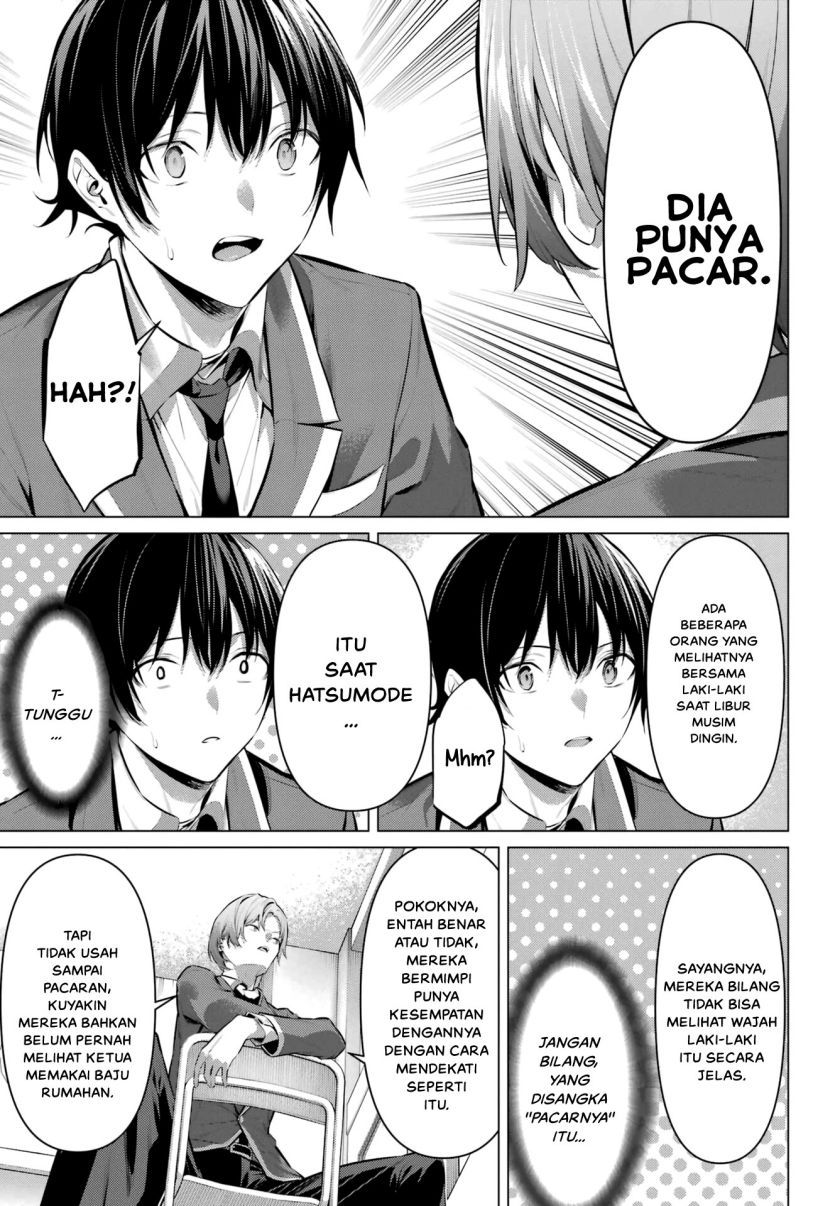 DIA
PUNYA
PACAR.
HAH?!
ADA
BEBERAPA
ORANG YANG
MELIHATNYA
BERSAMA
LAKI-LAKI
SAAT LIBUR
MUSIM
DINGIN.
Mhm?
ITU
SAAT
HATSUMODE
...
T-
TUNGGU
...
SAYANGNYA,
MEREKA BILANG
TIDAK BISA
MELIHAT WAJAH
LAKI-LAKI
ITU SECARA
JELAS.
JANGAN
BILANG,
YANG
DISANGKA
"PACARNYA"
ITU...
POKOKNYA,
ENTAH BENAR
ATAU TIDAK,
MEREKA
BERMIMPI
PUNYA
KESEMPATAN
DENGANNYA
DENGAN CARA
MENDEKATI
SEPERTI
ITU.
TAPI
TIDAK USAH
SAMPAI
PACARAN,
KUYAKIN
MEREKA BAHKAN
BELUM PERNAH
MELIHAT KETUA
MEMAKAI BAJU
RUMAHAN.